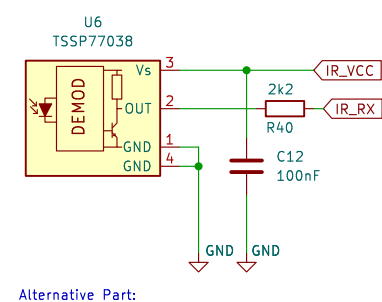 U6
TSSP77038
Vs 3
IR_VCC
DEMOD
OUT 2
2k2
IR_RX
R40
GND 1
GND 4
C12
100nF
GND
GND
Alternative Part: